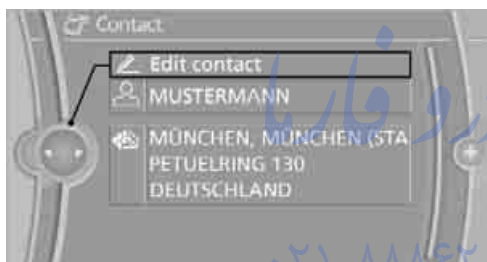 Contact
Edit contact
MUSTERMANN
MÜNCHEN, MÜNCHEN (STA
PETUELRING 130
DEUTSCHLAND